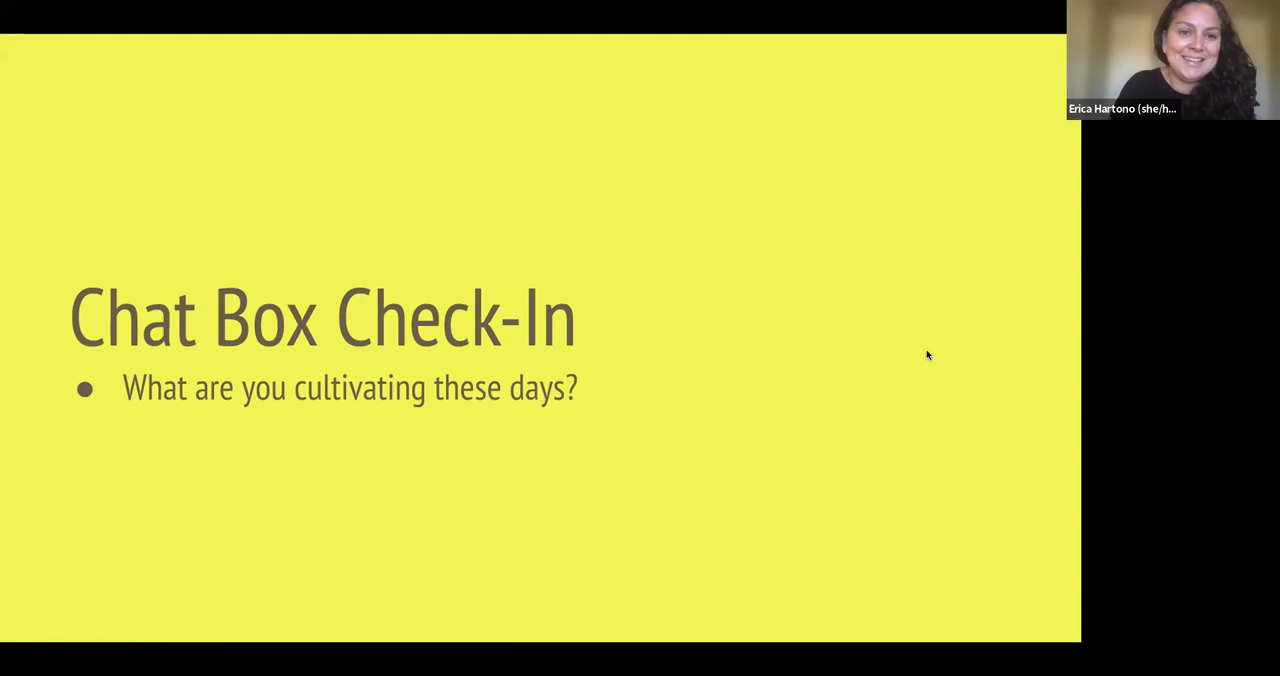 Chat Box Check-In
● What are you cultivating these days?
Erica Hartono (she/h...